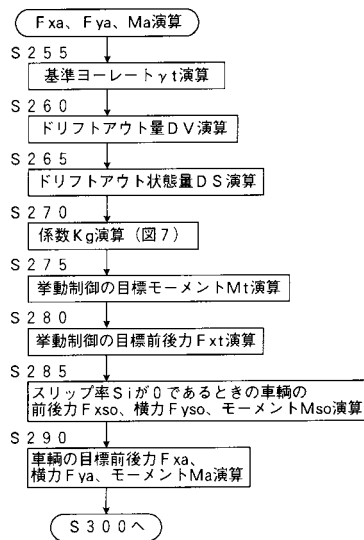 Fxa、Fya、Ma演算
S255
基準ヨーレートγt演算
S260
ドリフトアウト量DV演算
S265
ドリフトアウト状態量DS演算
S270
係数Kg演算（図7）
S275
挙動制御の目標モーメントMt演算
S280
挙動制御の目標前後力Fxt演算
S285
スリップ率Siが0であるときの車輌の
前後力Fxso、横力Fyso、モーメントMso演算
S290
車輌の目標前後力Fxa、
横力Fya、モーメントMa演算
S300へ